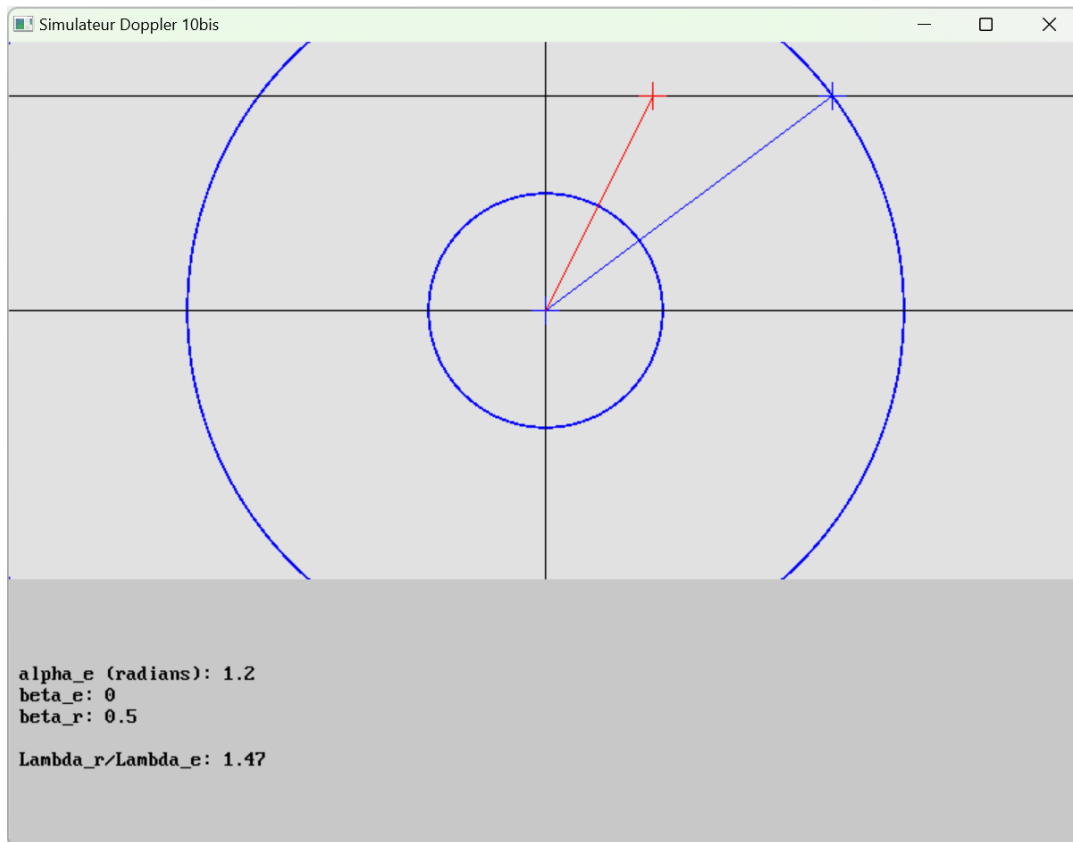 Simulateur Doppler 10bis
alpha_e (radians): 1.2
beta_e: 0
beta_r: 0.5
Lambda_r/Lambda_e: 1.47